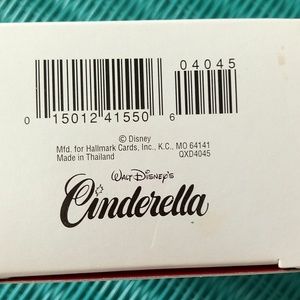 04045
0 15012 41550 6
© Disney
Mfd. for Hallmark Cards, Inc., K.C., MO 64141
Made in Thailand QXD4045
Walt Disney's
Cinderella